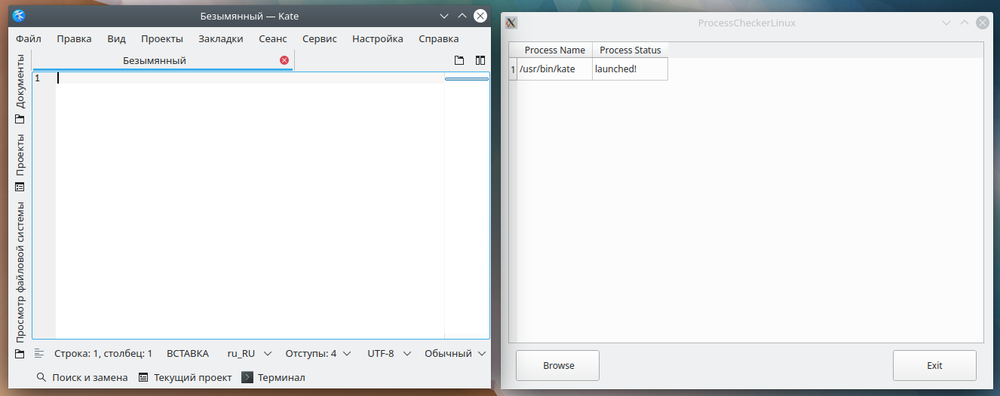 Безымянный — Kate
Файл Правка Вид Проекты Закладки Сеанс Сервис Настройка Справка
Безымянный
1
Документы
Проекты
Просмотр файловой системы
Строка: 1, столбец: 1 ВСТАВКА ru_RU Отступы: 4 UTF-8 Обычный
Поиск и замена Текущий проект Терминал
ProcessCheckerLinux
Process Name Process Status
1 /usr/bin/kate launched!
Browse Exit